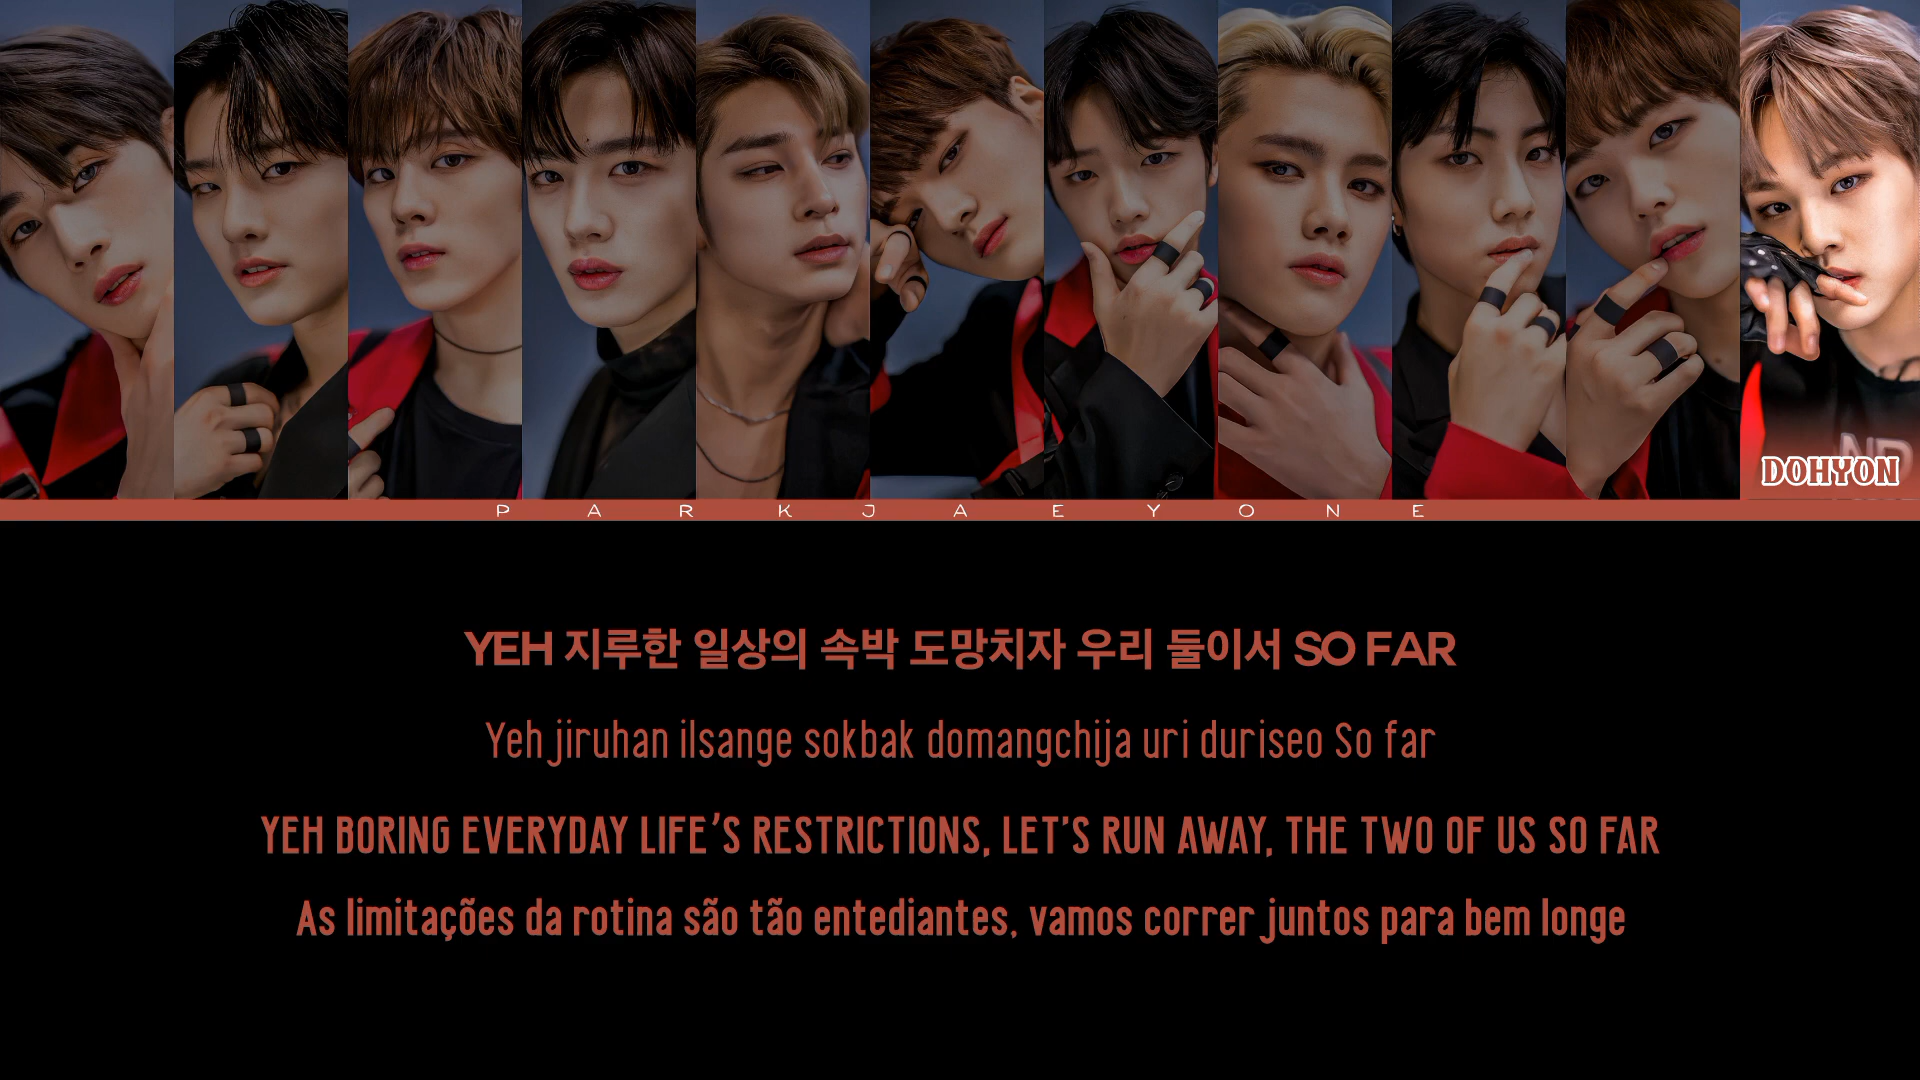 DOHYON
PARKJAEYONE
YEH 지루한 일상의 속박 도망치자 우리 둘이서 SO FAR
Yeh jiruhan ilsange sokbak domangchija uri duriseo So far
YEH BORING EVERYDAY LIFE'S RESTRICTIONS, LET'S RUN AWAY, THE TWO OF US SO FAR
As limitações da rotina são tão entediantes, vamos correr juntos para bem longe